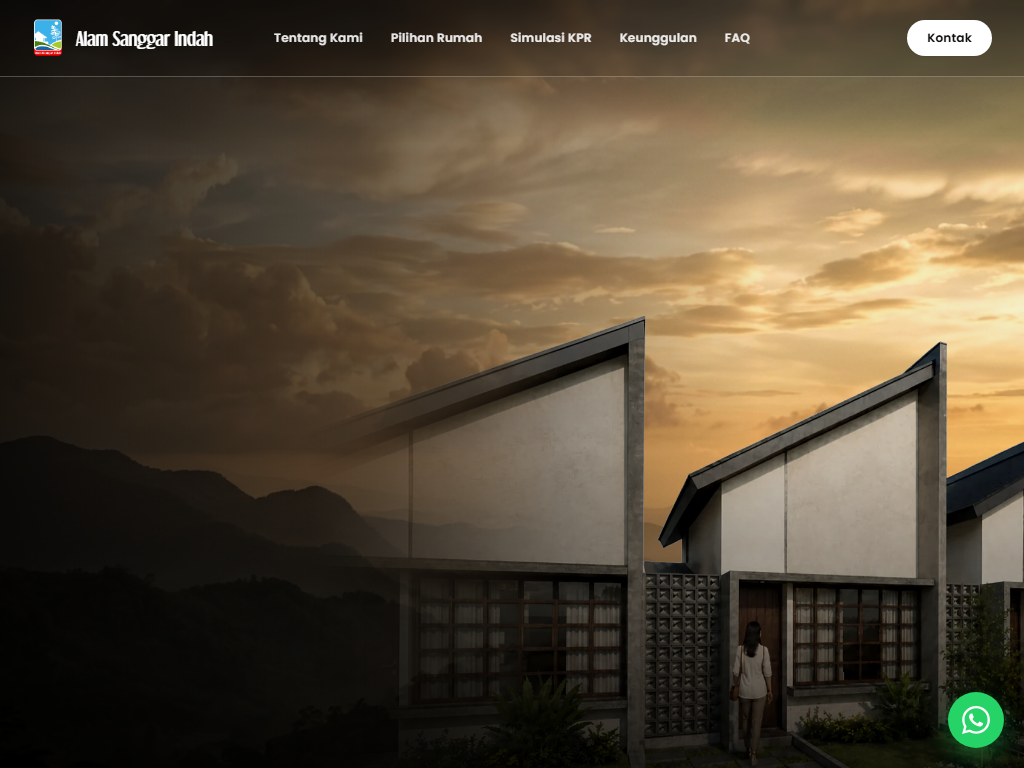 Alam Sanggar Indah
Tentang Kami
Pilihan Rumah
Simulasi KPR
Keunggulan
FAQ
Kontak